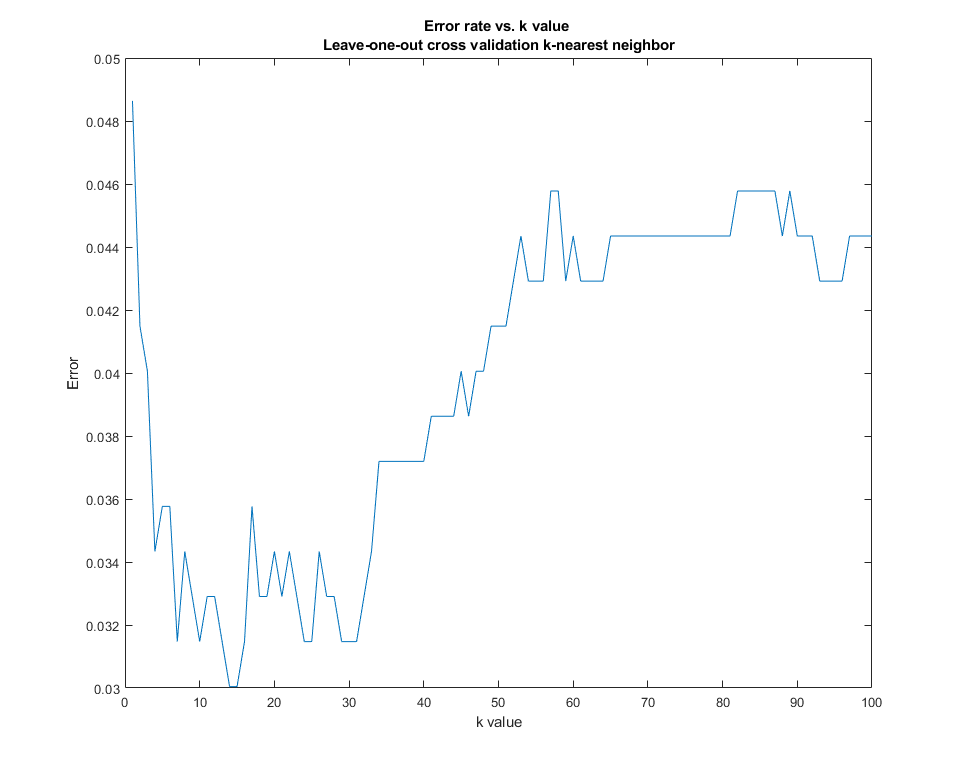 Error rate vs. k value
Leave-one-out cross validation k-nearest neighbor
0.05
0.048
0.046
0.044
0.042
0.04
0.038
0.036
0.034
0.032
0.03
Error
0 10 20 30 40 50 60 70 80 90 100
k value